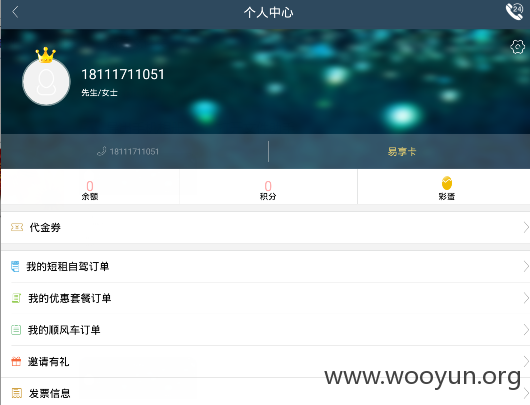 个人中心
24
18111711051
先生/女士
18111711051
易享卡
0
0
余额
积分
彩蛋
代金券
我的短租自驾订单
我的优惠套餐订单
我的顺风车订单
邀请有礼
发票信息
www.wooyun.org